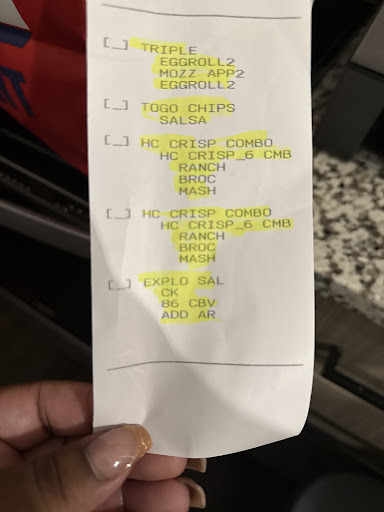 [_] TRIPLE
EGGROLL2
MOZZ APP2
EGGROLL2
[_] TOGO CHIPS
SALSA
[_] HC CRISP COMBO
HC CRISP_6 CMB
RANCH
BROC
MASH
[_] HC CRISP COMBO
HC CRISP_6 CMB
RANCH
BROC
MASH
[_] EXPLO SAL
CK
86 CBV
ADD AR